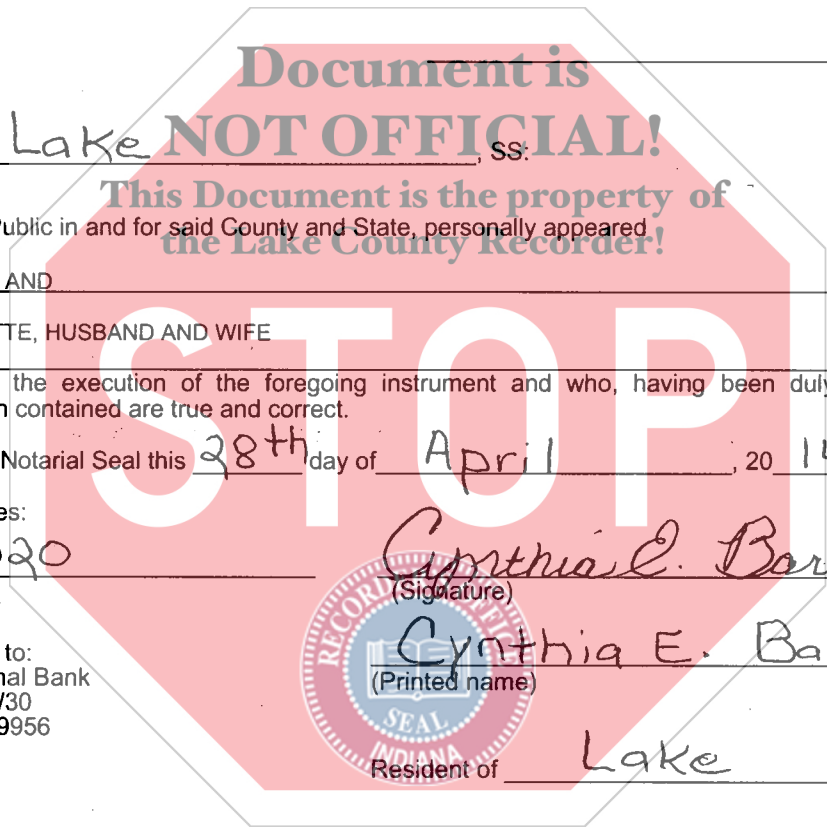 Document is
Lake NOT OFFICIAL! , SS:
This Document is the property of
Public in and for said County and State, personally appeared
the Lake County Recorder!
AND
TE, HUSBAND AND WIFE
STOP
the execution of the foregoing instrument and who, having been duly
contained are true and correct.
Notarial Seal this 28th day of April , 20 14
es:
20
Cynthia E. Bar
(Signature)
RECORDER'S OFFICE
Cynthia E. Ba
to:
nal Bank
(Printed name)
/30
9956
SEAL
INDIANA
Resident of Lake